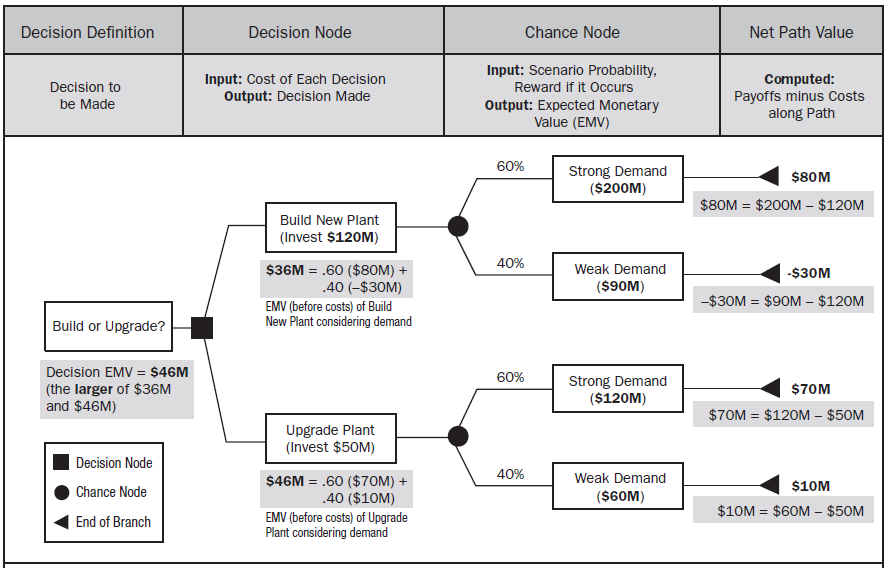 Decision Definition
Decision Node
Chance Node
Net Path Value
Decision to
be Made
Input: Cost of Each Decision
Output: Decision Made
Input: Scenario Probability,
Reward if it Occurs
Output: Expected Monetary
Value (EMV)
Computed:
Payoffs minus Costs
along Path
Build or Upgrade?
Decision EMV = $46M
(the larger of $36M
and $46M)
Build New Plant
(Invest $120M)
$36M = .60 ($80M) +
.40 (–$30M)
EMV (before costs) of Build
New Plant considering demand
60%
Strong Demand
($200M)
$80M
$80M = $200M – $120M
40%
Weak Demand
($90M)
-$30M
–$30M = $90M – $120M
Upgrade Plant
(Invest $50M)
$46M = .60 ($70M) +
.40 ($10M)
EMV (before costs) of Upgrade
Plant considering demand
60%
Strong Demand
($120M)
$70M
$70M = $120M – $50M
40%
Weak Demand
($60M)
$10M
$10M = $60M – $50M
Decision Node
Chance Node
End of Branch